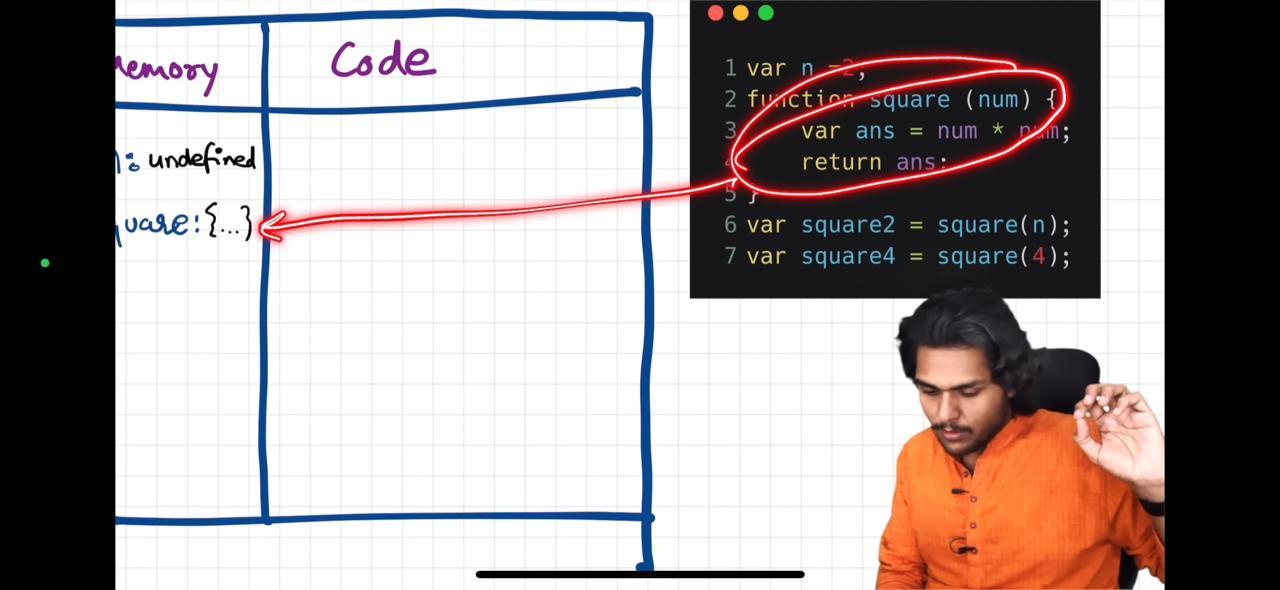 emory
Code
: undefined
quare:{...}
1 var n =2;
2 function square (num) {
3 var ans = num * num;
4 return ans;
5 }
6 var square2 = square(n);
7 var square4 = square(4);